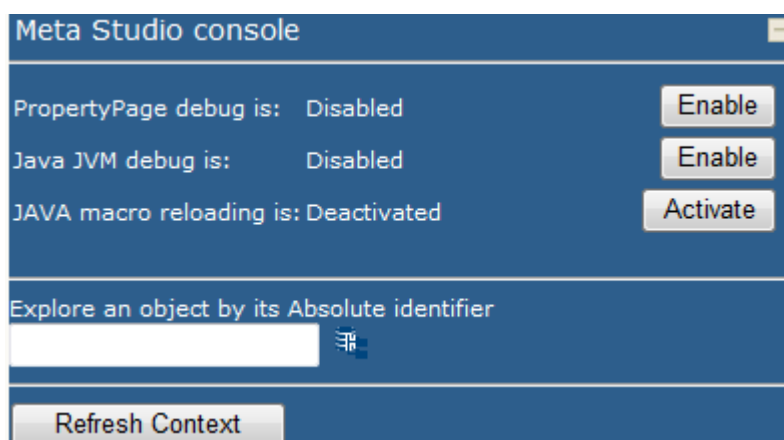 Meta Studio console
PropertyPage debug is: Disabled Enable
Java JVM debug is: Disabled Enable
JAVA macro reloading is: Deactivated Activate
Explore an object by its Absolute identifier
Refresh Context